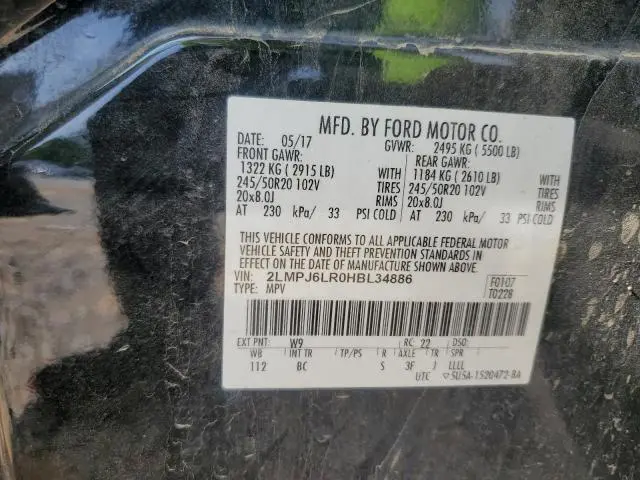 MFD. BY FORD MOTOR CO.
DATE: 05/17 GVWR: 2495 KG ( 5500 LB)
FRONT GAWR: REAR GAWR:
1322 KG ( 2915 LB) WITH 1184 KG ( 2610 LB) WITH
245/50R20 102V TIRES 245/50R20 102V TIRES
20x8.0J RIMS 20x8.0J RIMS
AT 230 kPa/ 33 PSI COLD AT 230 kPa/ 33 PSI COLD
THIS VEHICLE CONFORMS TO ALL APPLICABLE FEDERAL MOTOR
VEHICLE SAFETY AND THEFT PREVENTION STANDARDS IN
EFFECT ON THE DATE OF MANUFACTURE SHOWN ABOVE.
VIN: 2LMPJ6LR0HBL34886 F0107
TYPE: MPV T0228
EXT PNT: W9 RC: 22 DSO:
WB INT TR TP/PS R AXLE TR SPR
112 BC S 3F J LLLL
UTC 5U5A-1520472-BA